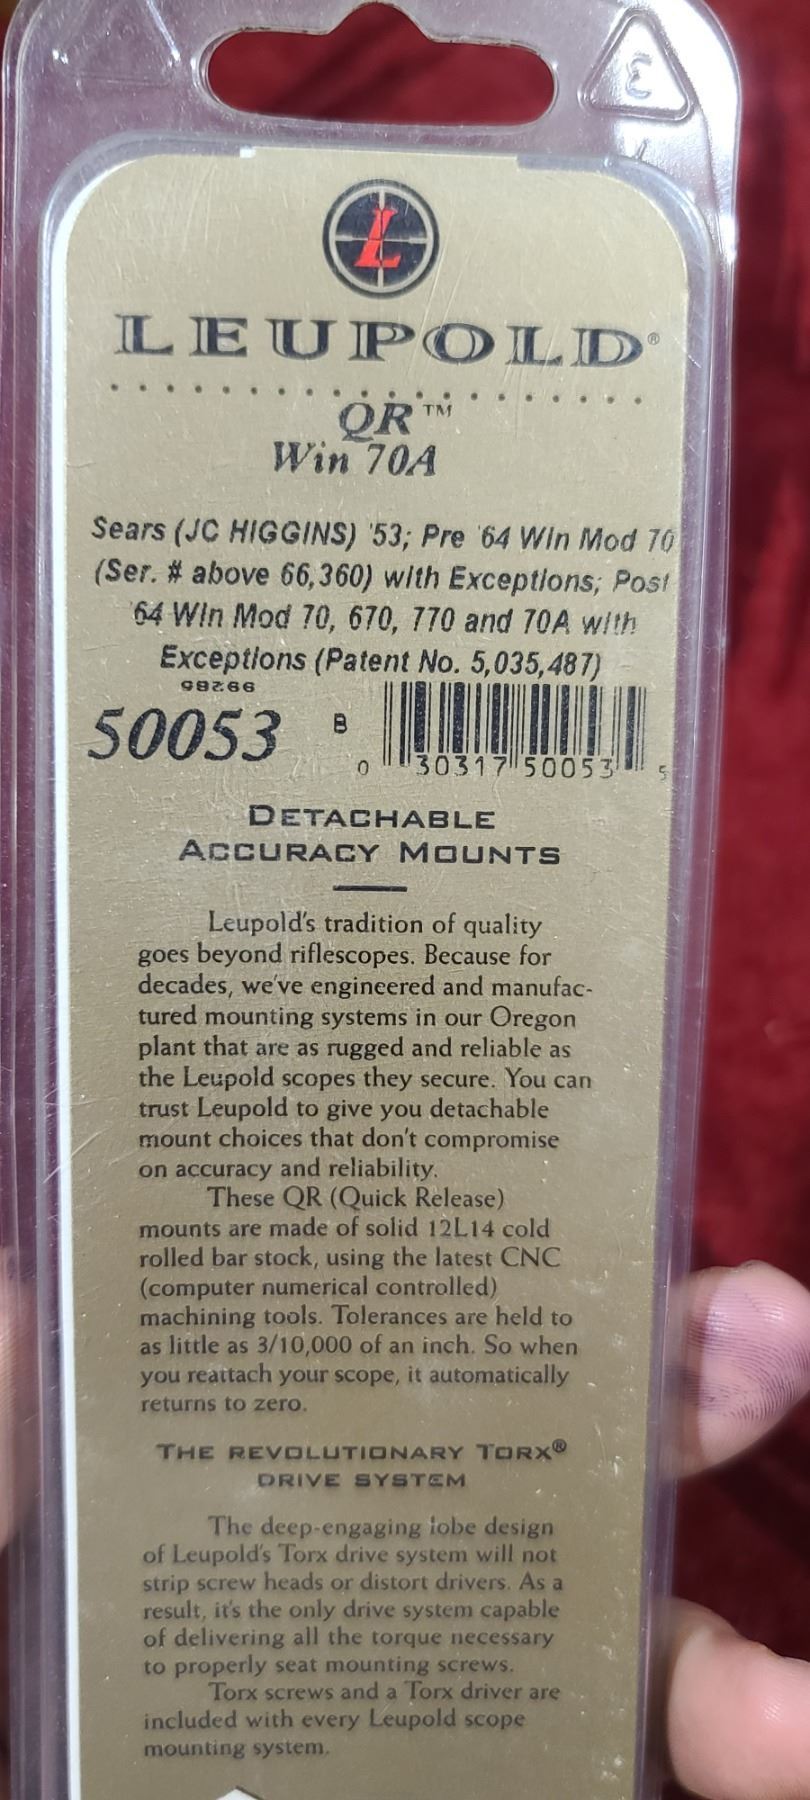 3
L
LEUPOLD®
QR™
Win 70A
Sears (JC HIGGINS) '53; Pre '64 Win Mod 70
(Ser. # above 66,360) with Exceptions; Post
'64 Win Mod 70, 670, 770 and 70A with
Exceptions (Patent No. 5,035,487)
50053 B
0 30317 50053 5
DETACHABLE
ACCURACY MOUNTS
Leupold's tradition of quality
goes beyond riflescopes. Because for
decades, we've engineered and manufac-
tured mounting systems in our Oregon
plant that are as rugged and reliable as
the Leupold scopes they secure. You can
trust Leupold to give you detachable
mount choices that don't compromise
on accuracy and reliability.
These QR (Quick Release)
mounts are made of solid 12L14 cold
rolled bar stock, using the latest CNC
(computer numerical controlled)
machining tools. Tolerances are held to
as little as 3/10,000 of an inch. So when
you reattach your scope, it automatically
returns to zero.
THE REVOLUTIONARY TORX®
DRIVE SYSTEM
The deep-engaging lobe design
of Leupold's Torx drive system will not
strip screw heads or distort drivers. As a
result, it's the only drive system capable
of delivering all the torque necessary
to properly seat mounting screws.
Torx screws and a Torx driver are
included with every Leupold scope
mounting system.